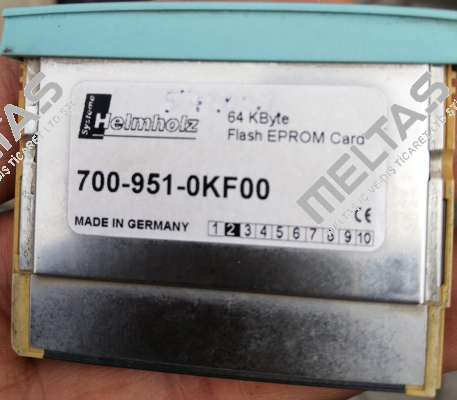 Systeme
Helmholz
64 KByte
Flash EPROM Card
700-951-0KF00
MADE IN GERMANY
CE
1 2 3 4 5 6 7 8 9 10
MELTAS